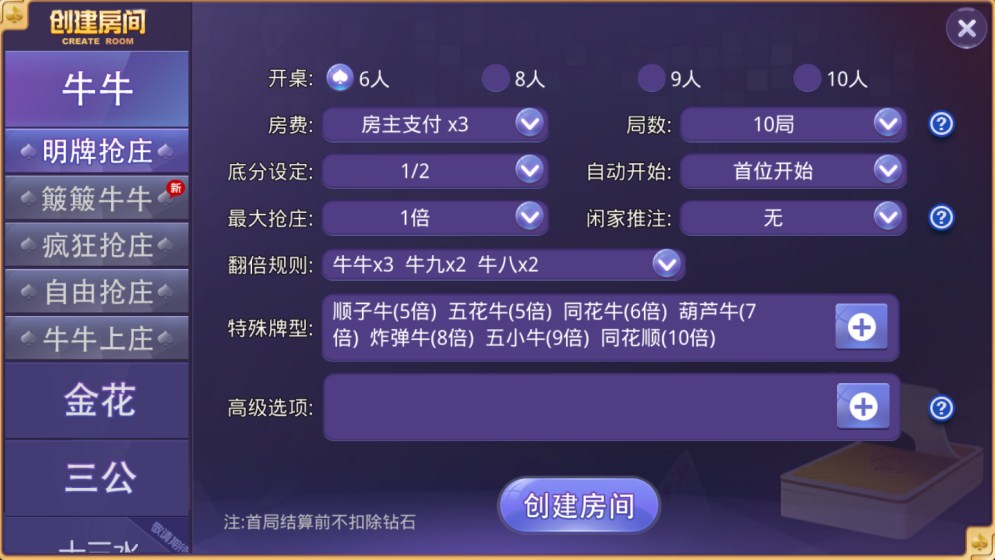 创建房间
CREATE ROOM
牛牛
明牌抢庄
簸簸牛牛
新
疯狂抢庄
自由抢庄
牛牛上庄
金花
三公
十三水
敬请期待
开桌: 6人 8人 9人 10人
房费: 房主支付 x3 局数: 10局
底分设定: 1/2 自动开始: 首位开始
最大抢庄: 1倍 闲家推注: 无
翻倍规则: 牛牛x3 牛九x2 牛八x2
特殊牌型: 顺子牛(5倍) 五花牛(5倍) 同花牛(6倍) 葫芦牛(7
倍) 炸弹牛(8倍) 五小牛(9倍) 同花顺(10倍)
高级选项:
注:首局结算前不扣除钻石
创建房间